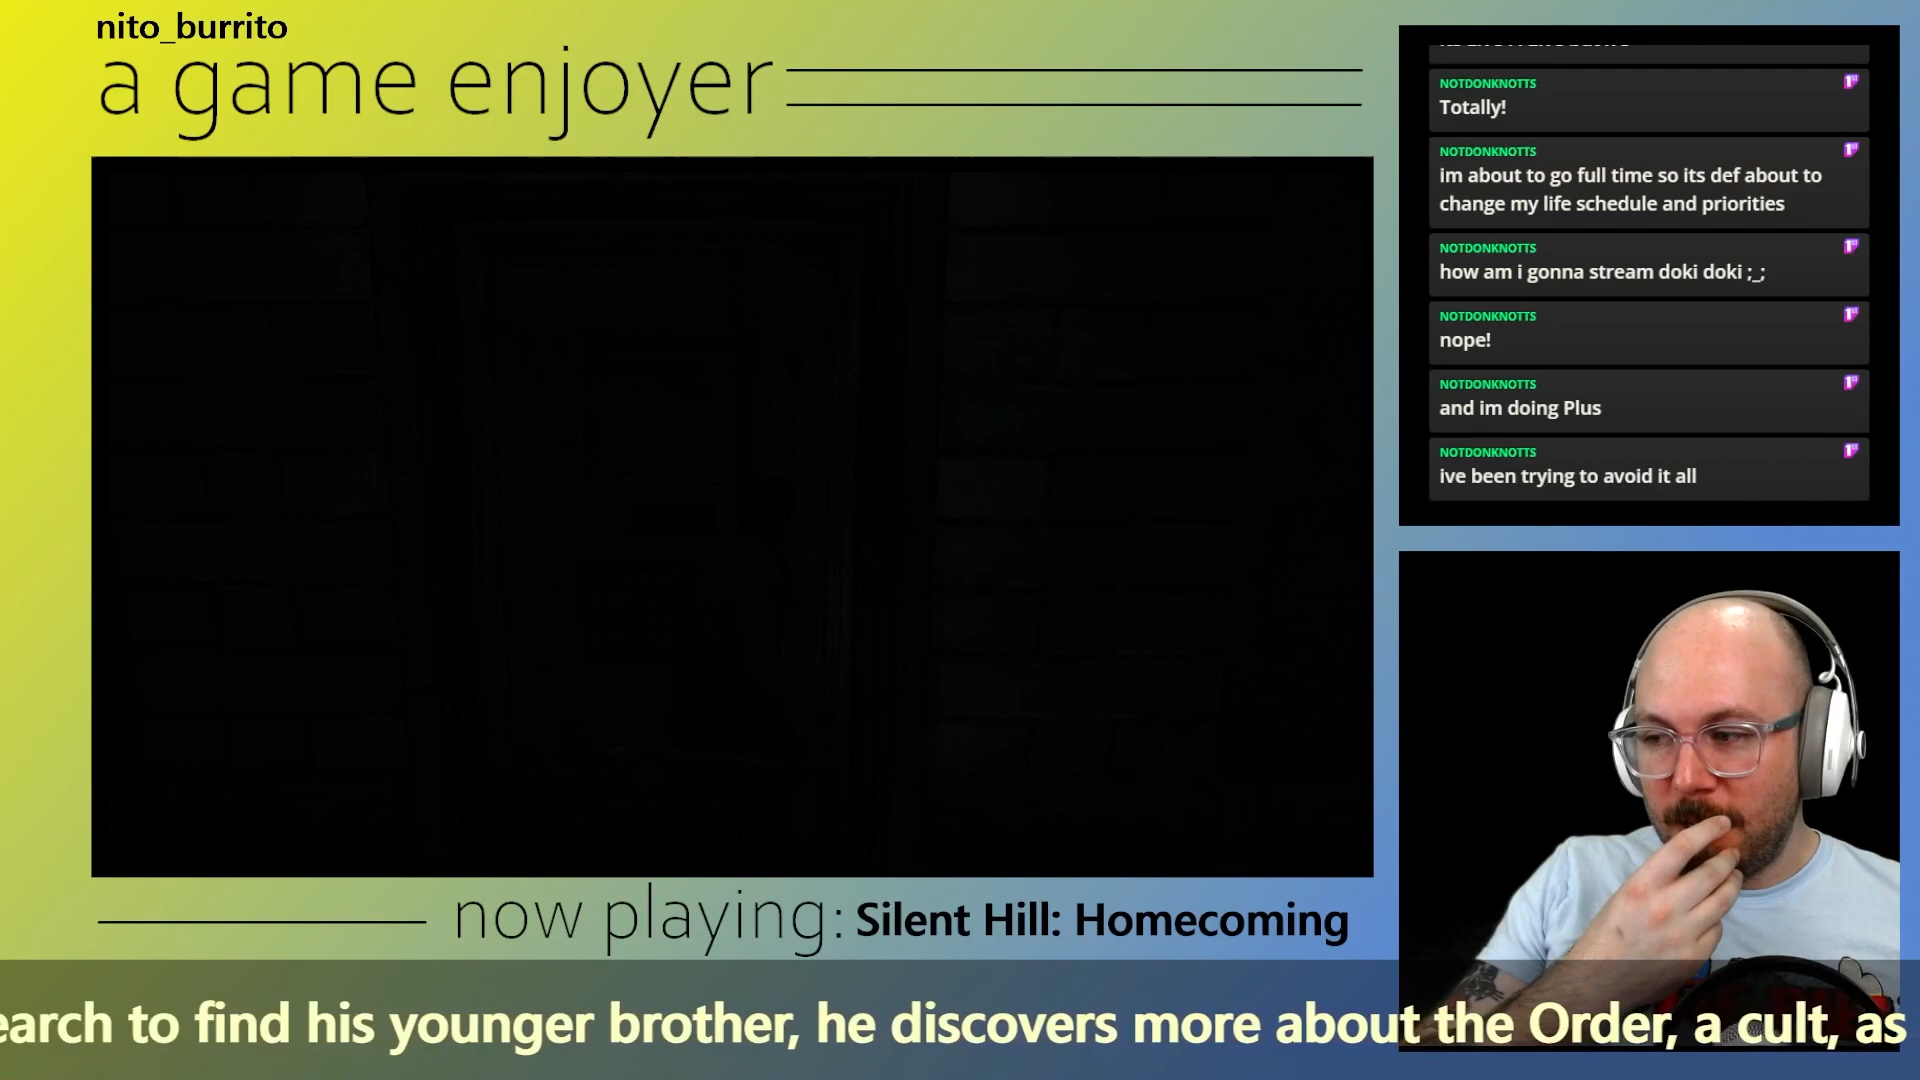 nito_burrito
a game enjoyer
NOTDONKNOTTS
Totally!
NOTDONKNOTTS
im about to go full time so its def about to
change my life schedule and priorities
NOTDONKNOTTS
how am i gonna stream doki doki ;_;
NOTDONKNOTTS
nope!
NOTDONKNOTTS
and im doing Plus
NOTDONKNOTTS
ive been trying to avoid it all
now playing: Silent Hill: Homecoming
to find his younger brother, he discovers more about the Order, a cult, as